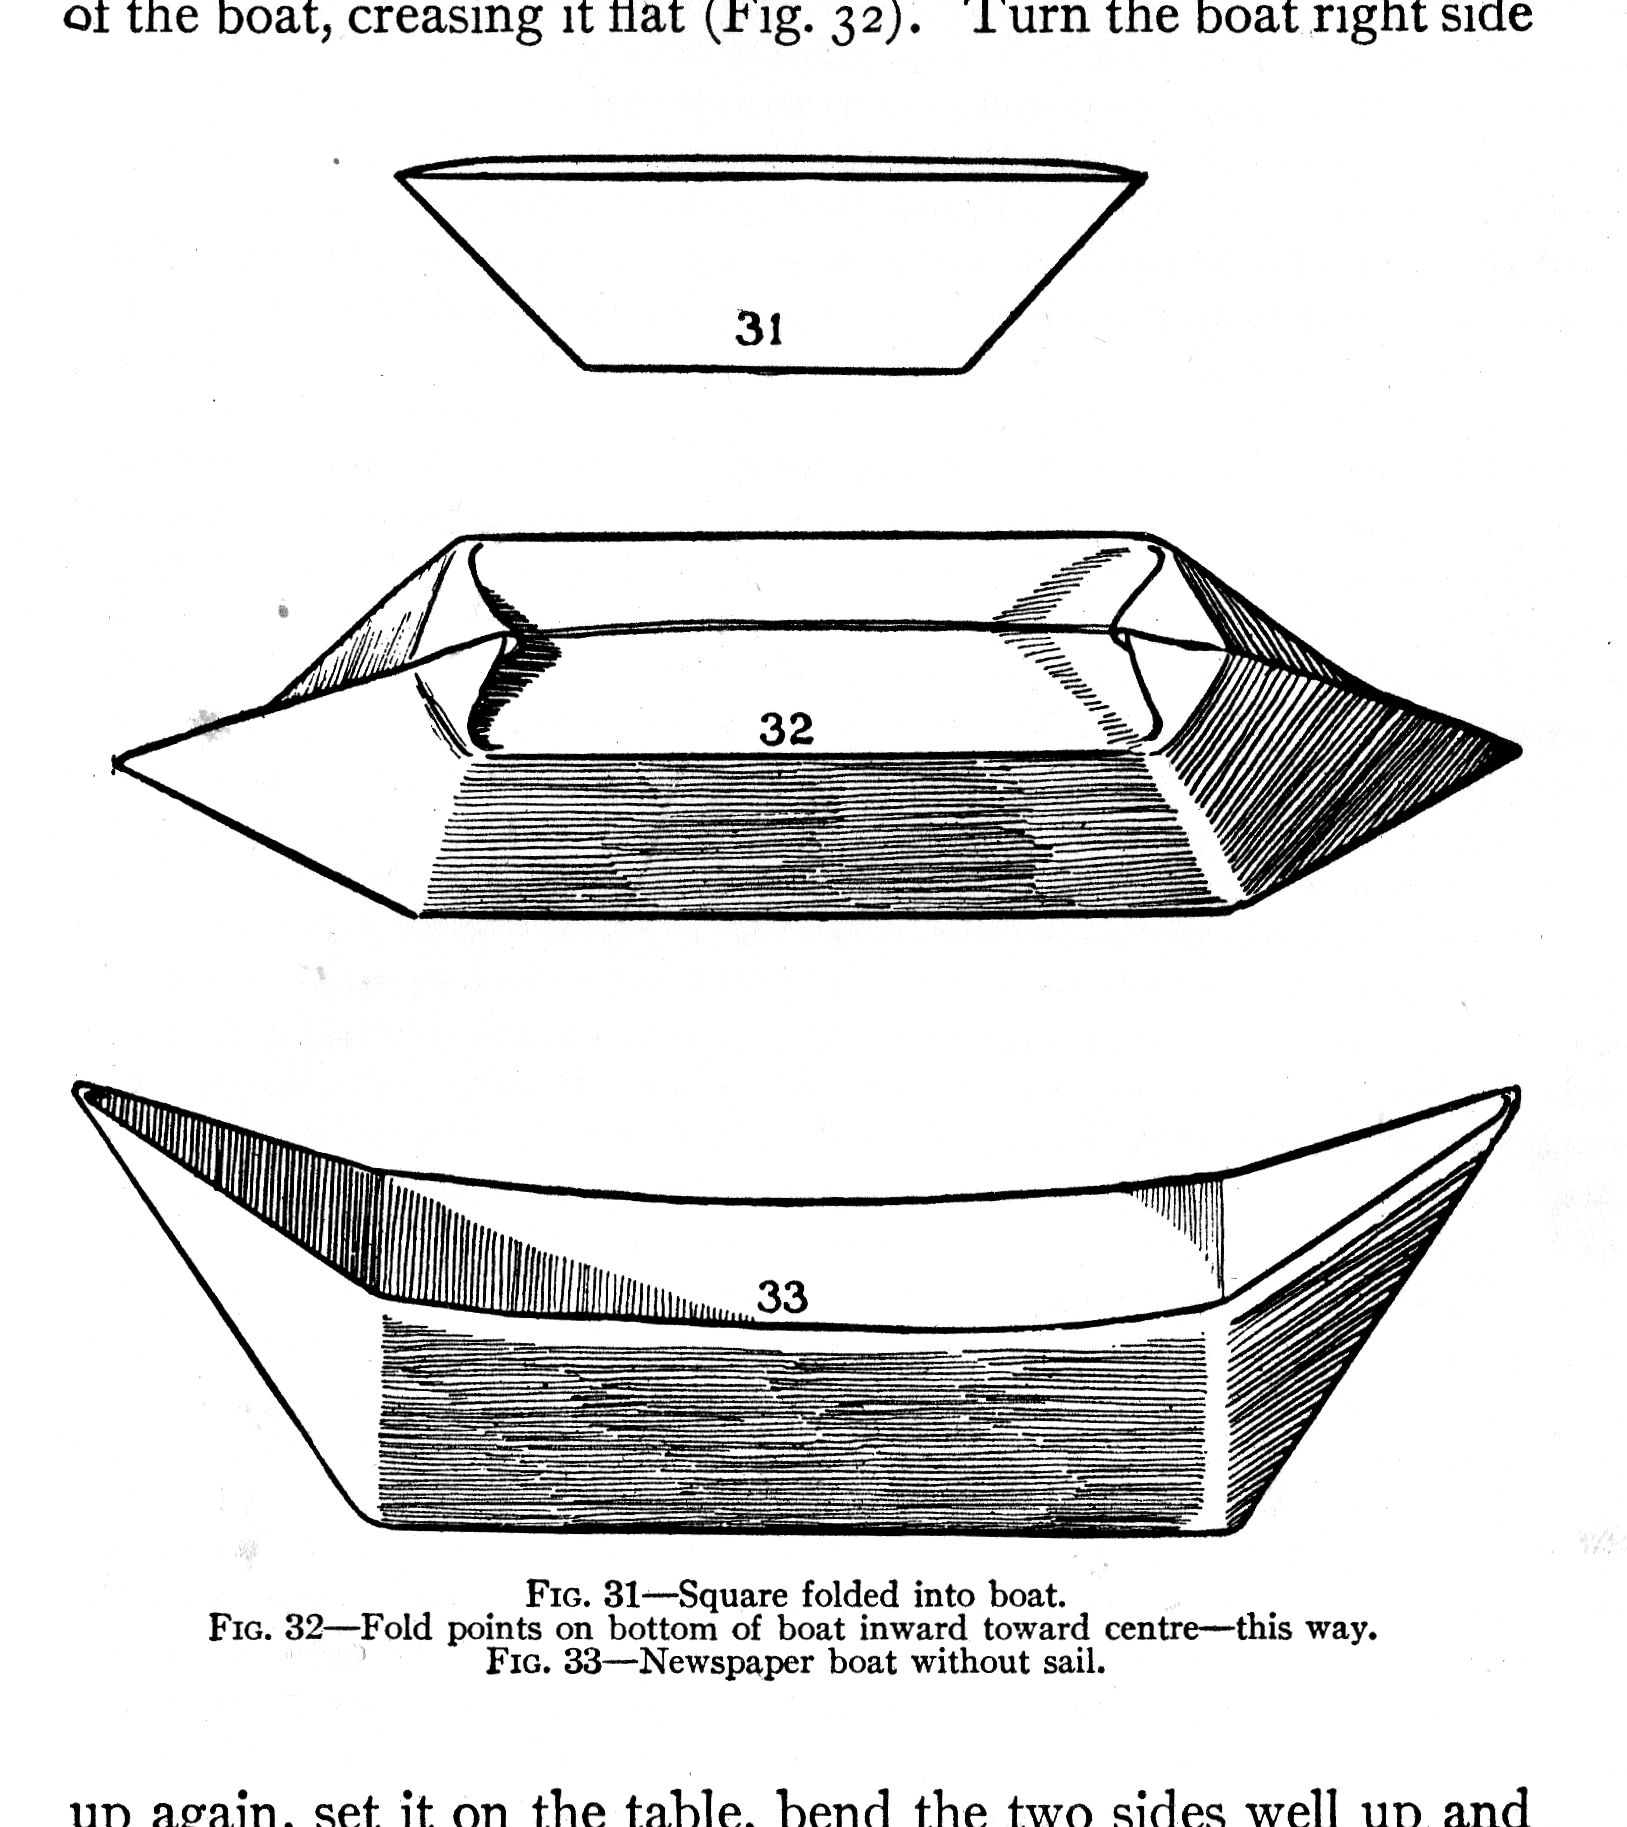 of the boat, creasing it flat (Fig. 32). Turn the boat right side
31
32
33
FIG. 31—Square folded into boat.
FIG. 32—Fold points on bottom of boat inward toward centre—this way.
FIG. 33—Newspaper boat without sail.
up again, set it on the table, bend the two sides well up and